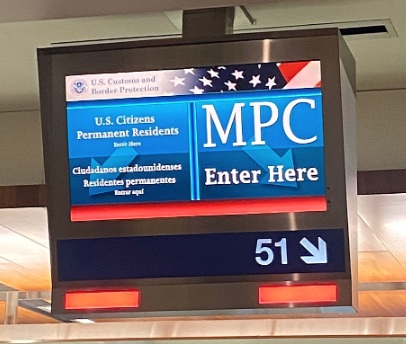 U.S. Customs and
Border Protection
U.S. Citizens
Permanent Residents
Enter Here
Ciudadanos estadounidenses
Residentes permanentes
Entrar aquí
MPC
Enter Here
51